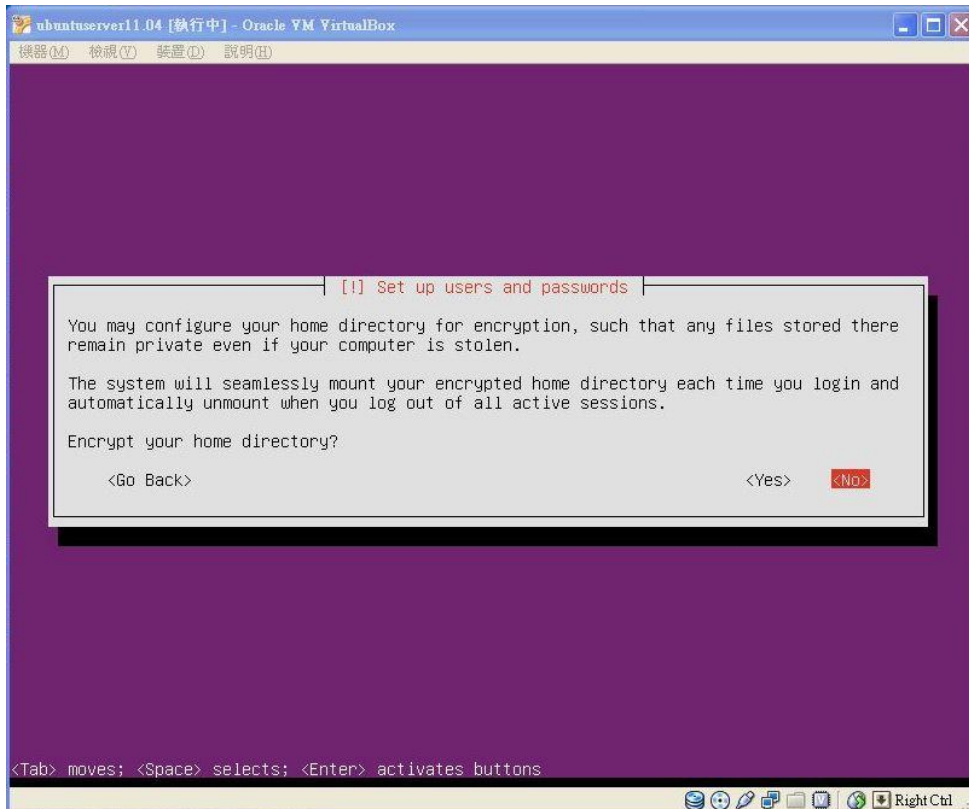 ubuntuserver11.04 [執行中] - Oracle VM VirtualBox
機器(M) 檢視(V) 裝置(D) 說明(H)
[!] Set up users and passwords
You may configure your home directory for encryption, such that any files stored there
remain private even if your computer is stolen.
The system will seamlessly mount your encrypted home directory each time you login and
automatically unmount when you log out of all active sessions.
Encrypt your home directory?
<Go Back> <Yes> <No>
<Tab> moves; <Space> selects; <Enter> activates buttons
Right Ctrl